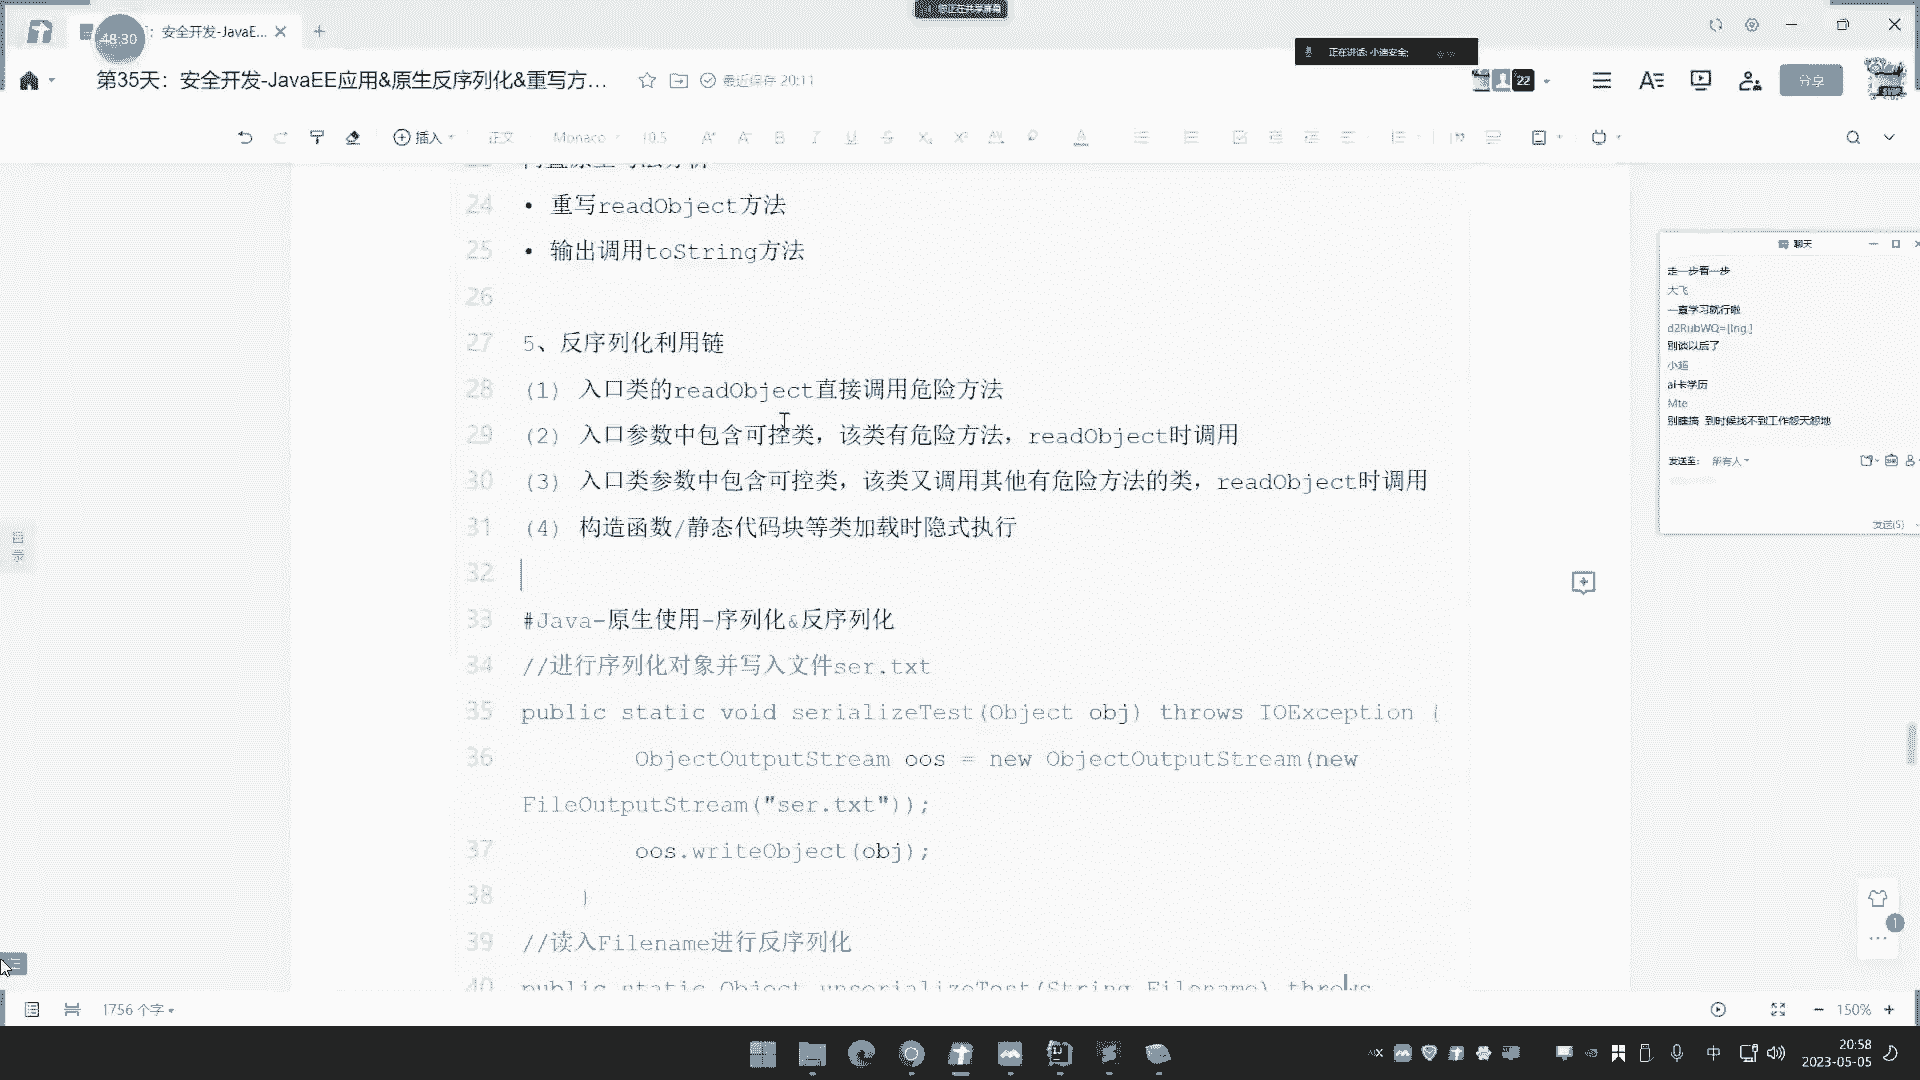 您正在共享屏幕
48:30
安全开发-JavaE...
正在讲话: 小迪安全;
第35天：安全开发-JavaEE应用&原生反序列化&重写方...
最近保存 20:11
22
分享
插入
正文
Monaco
10.5
24 • 重写readObject方法
25 • 输出调用toString方法
26
27 5、反序列化利用链
28 (1) 入口类的readObject直接调用危险方法
29 (2) 入口参数中包含可控类，该类有危险方法，readObject时调用
30 (3) 入口类参数中包含可控类，该类又调用其他有危险方法的类，readObject时调用
31 (4) 构造函数/静态代码块等类加载时隐式执行
32
33 #Java-原生使用-序列化&反序列化
34 //进行序列化对象并写入文件ser.txt
35 public static void serializeTest(Object obj) throws IOException {
36 ObjectOutputStream oos = new ObjectOutputStream(new
FileOutputStream("ser.txt"));
37 oos.writeObject(obj);
38 }
39 //读入Filename进行反序列化
40 public static Object unserializeTest(String Filename) throws
聊天
走一步看一步
大飞
一直学习就行啦
别谈以后了
小超
ai卡学历
Mte
别瞎搞 到时候找不到工作怨天怨地
发送至: 所有人
发送(S)
目录
1
1756 个字
150%
中
20:58
2023-05-05